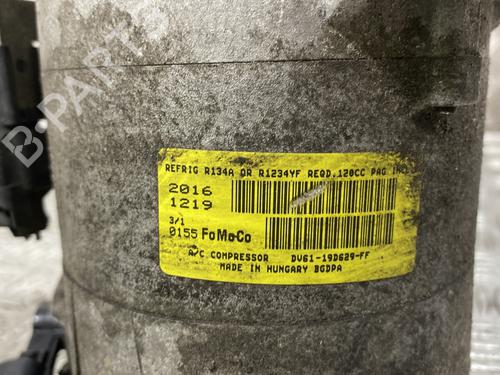 B-PARTS
REFRIG R134A OR R1234YF REQD.120CC PAG INCL
2016
1219
3/1
0155 FoMoCo
A/C COMPRESSOR DV61-19D629-FF
MADE IN HUNGARY BGDPA